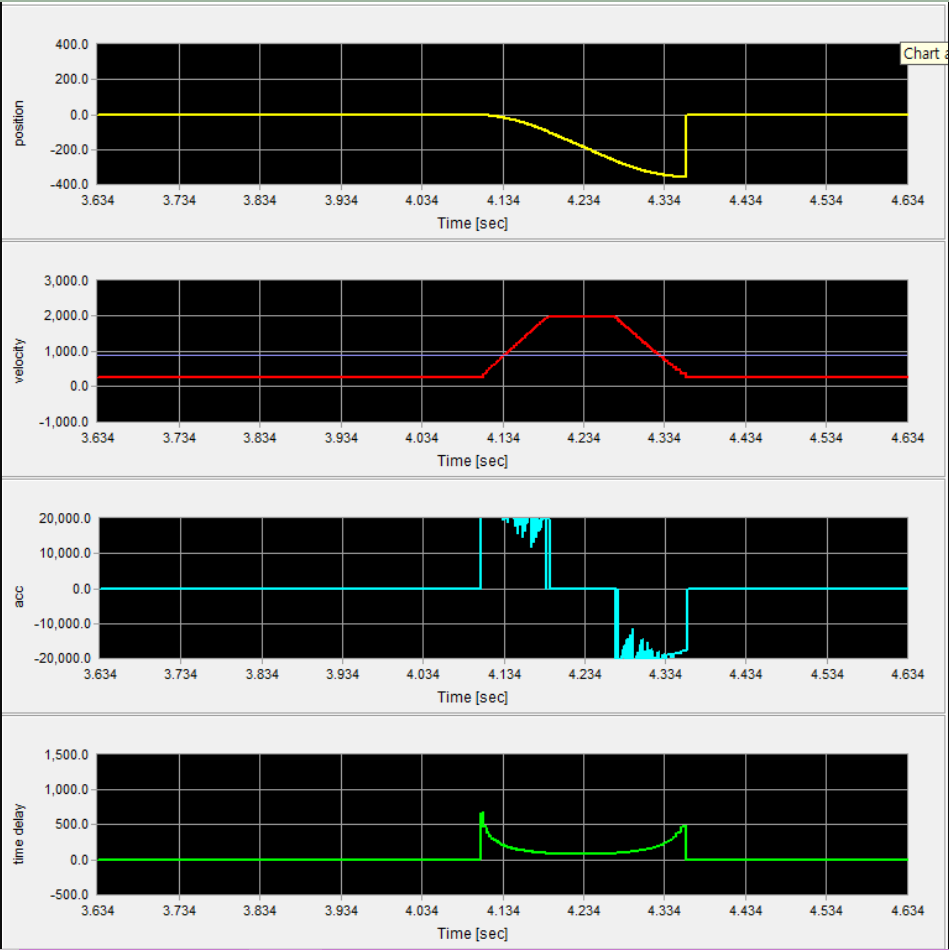 Chart a
400.0
200.0
0.0
-200.0
-400.0
position
3.634 3.734 3.834 3.934 4.034 4.134 4.234 4.334 4.434 4.534 4.634
Time [sec]
3,000.0
2,000.0
1,000.0
0.0
-1,000.0
velocity
3.634 3.734 3.834 3.934 4.034 4.134 4.234 4.334 4.434 4.534 4.634
Time [sec]
20,000.0
10,000.0
0.0
-10,000.0
-20,000.0
acc
3.634 3.734 3.834 3.934 4.034 4.134 4.234 4.334 4.434 4.534 4.634
Time [sec]
1,500.0
1,000.0
500.0
0.0
-500.0
time delay
3.634 3.734 3.834 3.934 4.034 4.134 4.234 4.334 4.434 4.534 4.634
Time [sec]